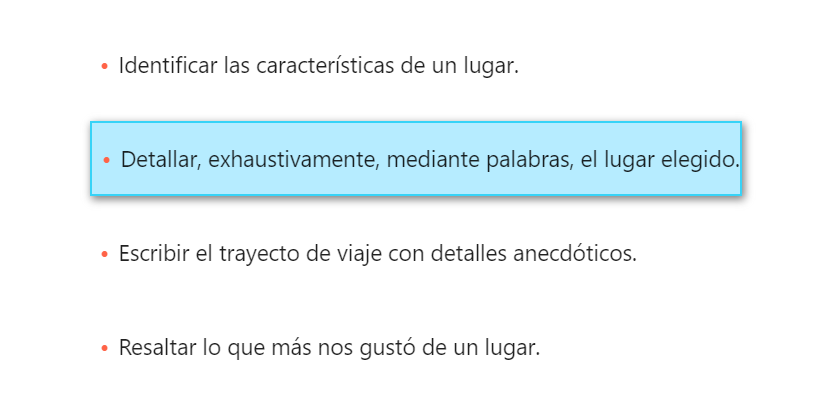 • Identificar las características de un lugar.
• Detallar, exhaustivamente, mediante palabras, el lugar elegido.
• Escribir el trayecto de viaje con detalles anecdóticos.
• Resaltar lo que más nos gustó de un lugar.